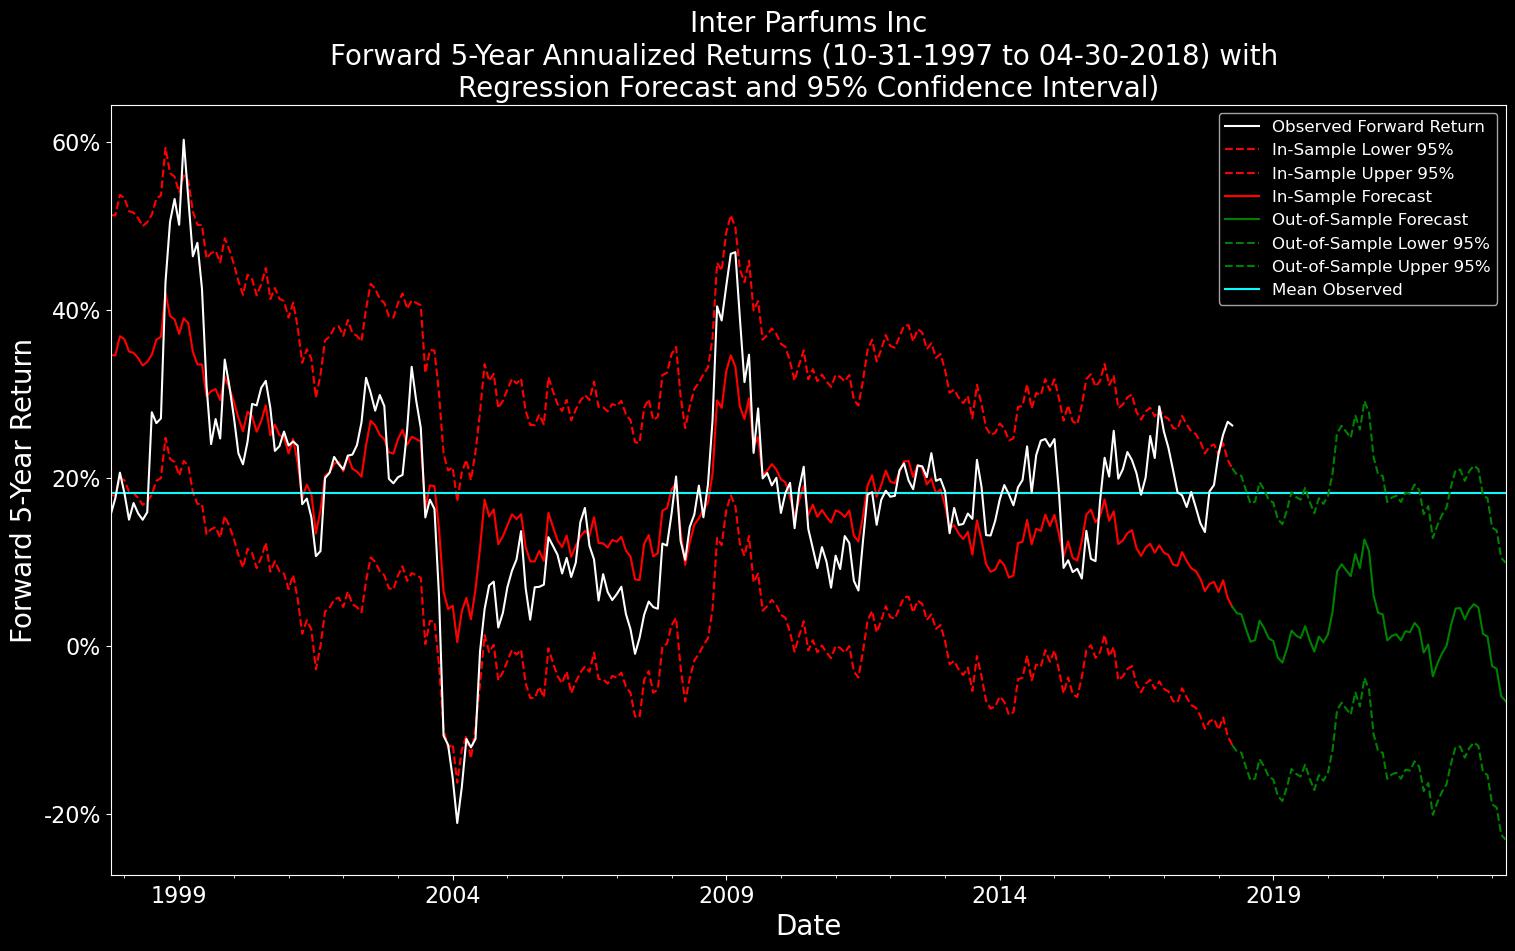 Inter Parfums Inc
Forward 5-Year Annualized Returns (10-31-1997 to 04-30-2018) with
Regression Forecast and 95% Confidence Interval)
Observed Forward Return
In-Sample Lower 95%
In-Sample Upper 95%
In-Sample Forecast
Out-of-Sample Forecast
Out-of-Sample Lower 95%
Out-of-Sample Upper 95%
Mean Observed
Forward 5-Year Return
60%
40%
20%
0%
-20%
1999 2004 2009 2014 2019
Date